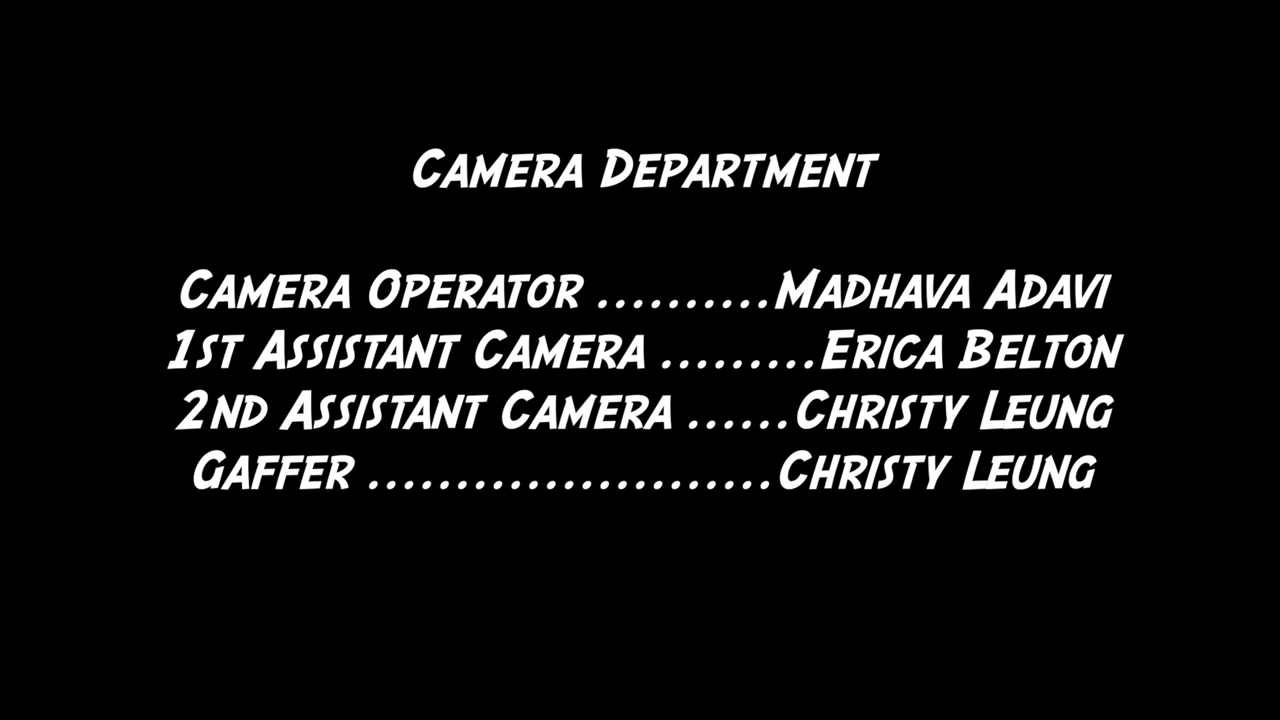 Camera Department
Camera Operator ..........Madhava Adavi
1st Assistant Camera .........Erica Belton
2nd Assistant Camera ......Christy Leung
Gaffer .......................Christy Leung